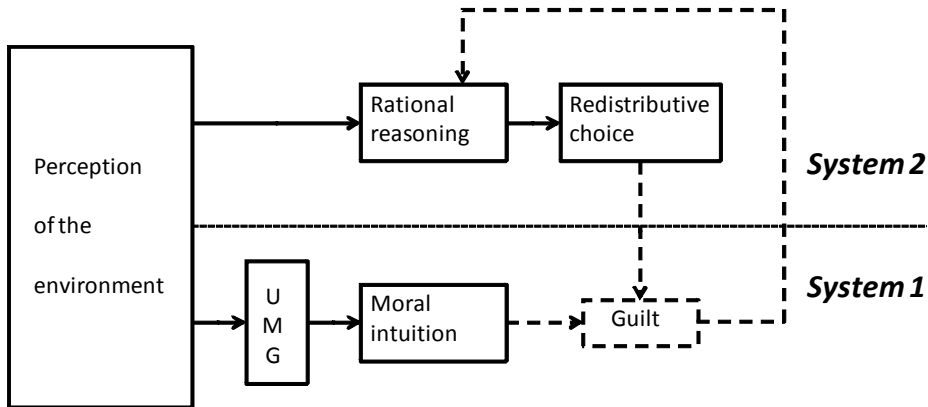 Rational
reasoning
Redistributive
choice
Perception
of the
environment
System 2
U
M
G
Moral
intuition
Guilt
System 1